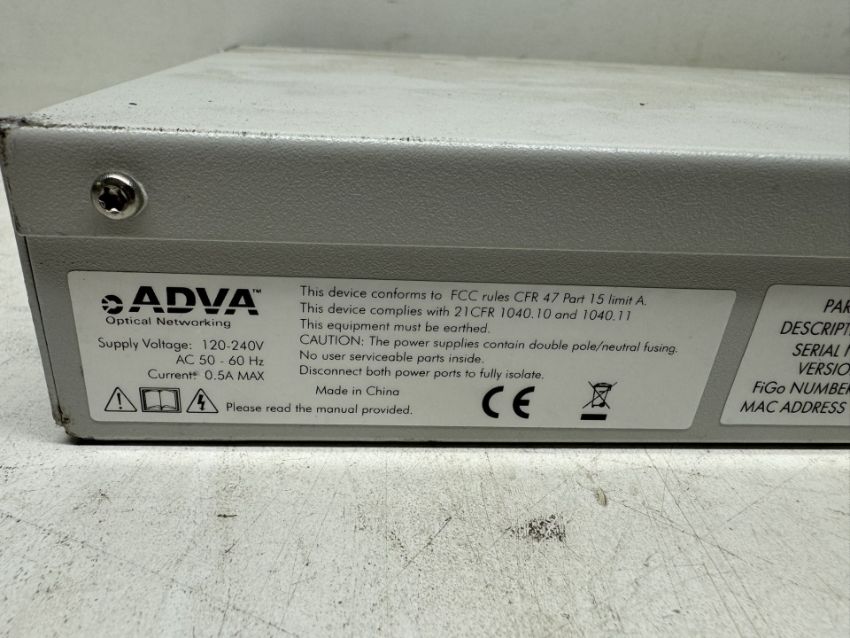 ADVA™
Optical Networking
Supply Voltage: 120-240V
AC 50 - 60 Hz
Current: 0.5A MAX
Please read the manual provided.
This device conforms to FCC rules CFR 47 Part 15 limit A.
This device complies with 21CFR 1040.10 and 1040.11
This equipment must be earthed.
CAUTION: The power supplies contain double pole/neutral fusing.
No user serviceable parts inside.
Disconnect both power ports to fully isolate.
Made in China
CE
PAR
DESCRIPT
SERIAL N
VERSIO
FiGo NUMBER
MAC ADDRESS